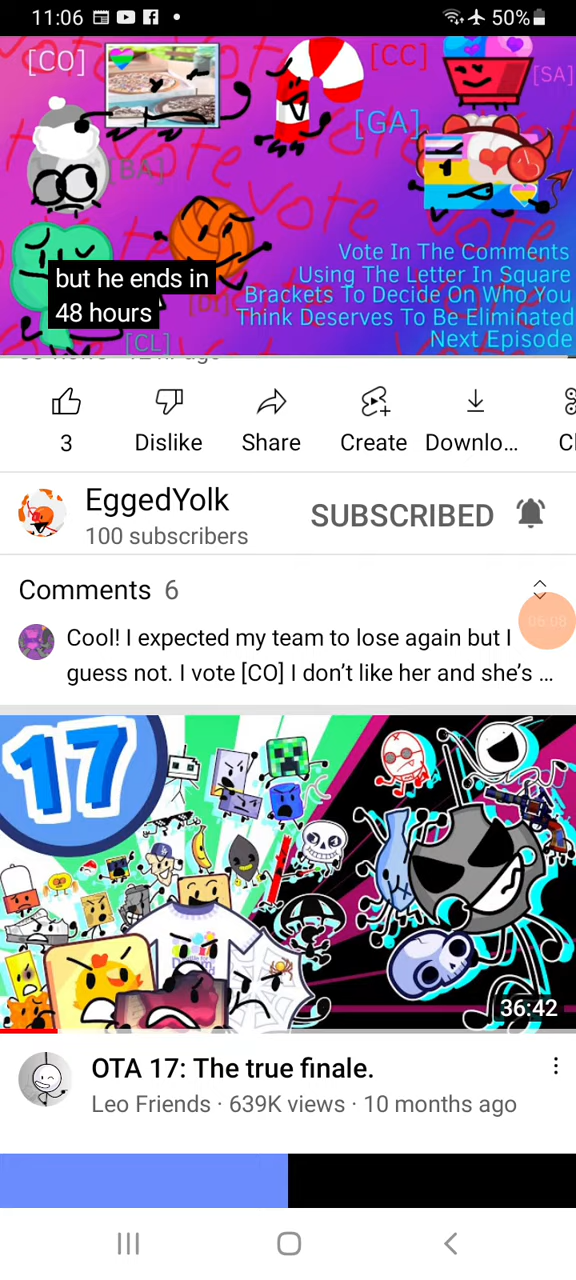 11:06
50%
[CO]
[CC]
[SA]
[GA]
[BA]
vote
vote
vote
Vote In The Comments
Using The Letter In Square
Brackets To Decide On Who You
Think Deserves To Be Eliminated
Next Episode
but he ends in
48 hours
[CL]
3
Dislike
Share
Create
Downlo...
EggedYolk
100 subscribers
SUBSCRIBED
Comments 6
Cool! I expected my team to lose again but I
guess not. I vote [CO] I don't like her and she's ...
17
36:42
OTA 17: The true finale.
Leo Friends · 639K views · 10 months ago